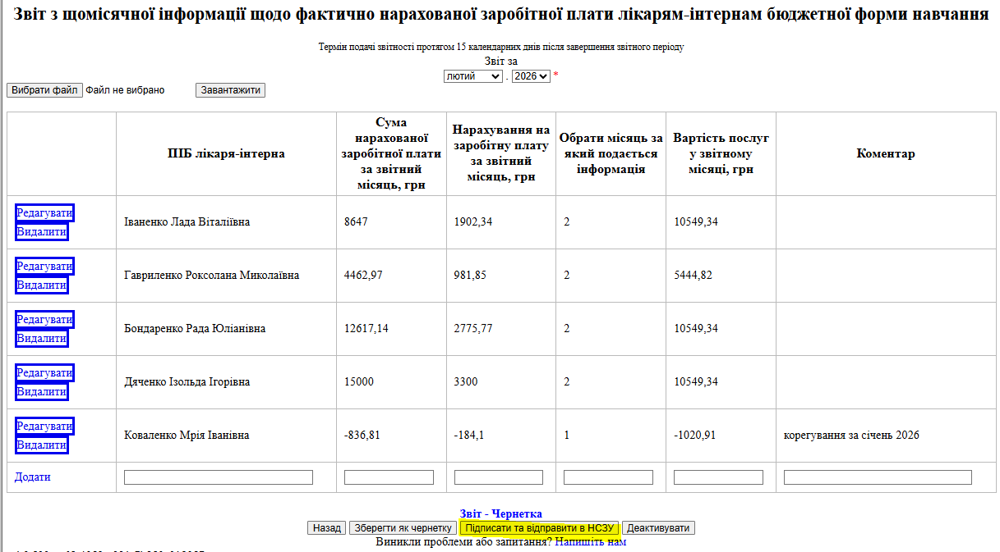 Звіт з щомісячної інформації щодо фактично нарахованої заробітної плати лікарям-інтернам бюджетної форми навчання
Термін подачі звітності протягом 15 календарних днів після завершення звітного періоду
Звіт за
лютий . 2026 *
Вибрати файл Файл не вибрано Завантажити
ПІБ лікаря-інтерна
Сума нарахованої заробітної плати за звітний місяць, грн
Нарахування на заробітну плату за звітний місяць, грн
Обрати місяць за який подається інформація
Вартість послуг у звітному місяці, грн
Коментар
Редагувати
Видалити
Іваненко Лада Віталіївна 8647 1902,34 2 10549,34
Редагувати
Видалити
Гавриленко Роксолана Миколаївна 4462,97 981,85 2 5444,82
Редагувати
Видалити
Бондаренко Рада Юліанівна 12617,14 2775,77 2 10549,34
Редагувати
Видалити
Дяченко Ізольда Ігорівна 15000 3300 2 10549,34
Редагувати
Видалити
Коваленко Мрія Іванівна -836,81 -184,1 1 -1020,91 корегування за січень 2026
Додати
Звіт - Чернетка
Назад Зберегти як чернетку Підписати та відправити в НСЗУ Деактивувати
Виникли проблеми або запитання? Напишіть нам